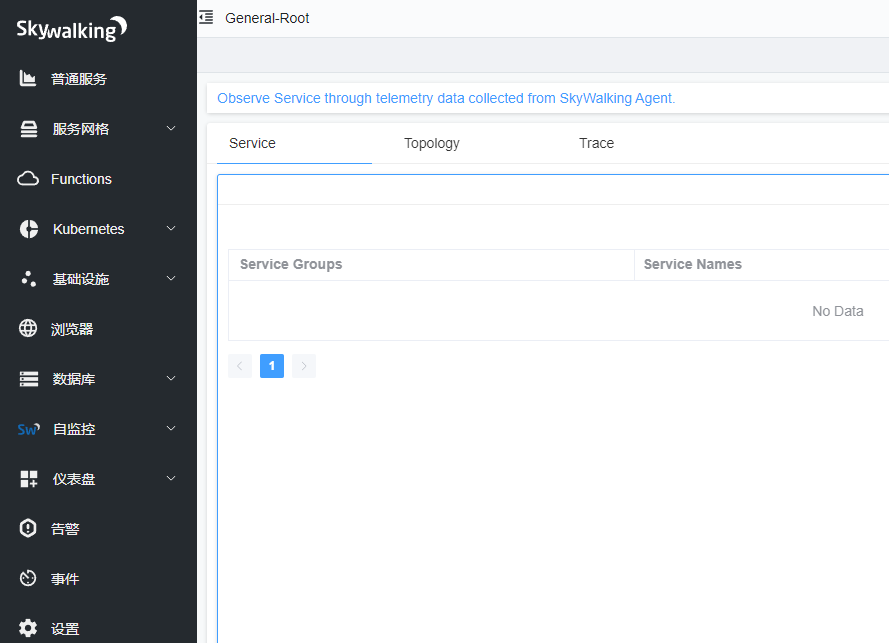 Skywalking
General-Root
普通服务
服务网格
Functions
Kubernetes
基础设施
浏览器
数据库
Sw
自监控
仪表盘
告警
事件
设置
Observe Service through telemetry data collected from SkyWalking Agent.
Service
Topology
Trace
Service Groups
Service Names
No Data
1